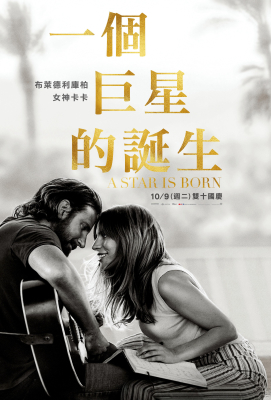 一個
布萊德利庫柏
女神卡卡
巨星
的誕生
A STAR IS BORN
10/9(週二)雙十國慶